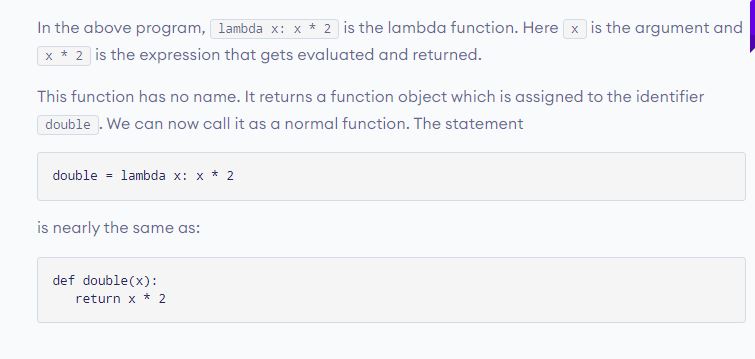 In the above program, lambda x: x * 2 is the lambda function. Here x is the argument and
x * 2 is the expression that gets evaluated and returned.
This function has no name. It returns a function object which is assigned to the identifier
double . We can now call it as a normal function. The statement
double = lambda x: x * 2
is nearly the same as:
def double(x):
   return x * 2